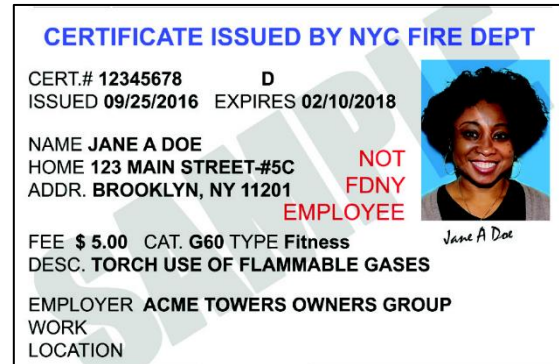 CERTIFICATE ISSUED BY NYC FIRE DEPT
CERT.# 12345678 D
ISSUED 09/25/2016 EXPIRES 02/10/2018
NAME JANE A DOE
HOME 123 MAIN STREET-#5C
ADDR. BROOKLYN, NY 11201
NOT
FDNY
EMPLOYEE
Jane A Doe
FEE $ 5.00 CAT. G60 TYPE Fitness
DESC. TORCH USE OF FLAMMABLE GASES
EMPLOYER ACME TOWERS OWNERS GROUP
WORK
LOCATION
SAMPLE